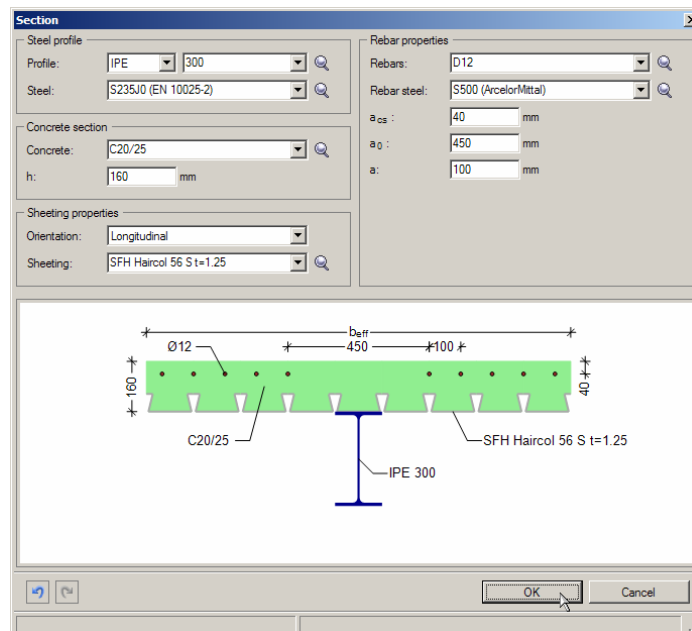 Section
Steel profile
Profile: IPE 300
Steel: S235J0 (EN 10025-2)
Concrete section
Concrete: C20/25
h: 160 mm
Sheeting properties
Orientation: Longitudinal
Sheeting: SFH Haircol 56 S t=1.25
Rebar properties
Rebars: D12
Rebar steel: S500 (ArcelorMittal)
acs : 40 mm
a0 : 450 mm
a: 100 mm
beff
Ø12 450 100
160 40
C20/25 SFH Haircol 56 S t=1.25
IPE 300
OK Cancel